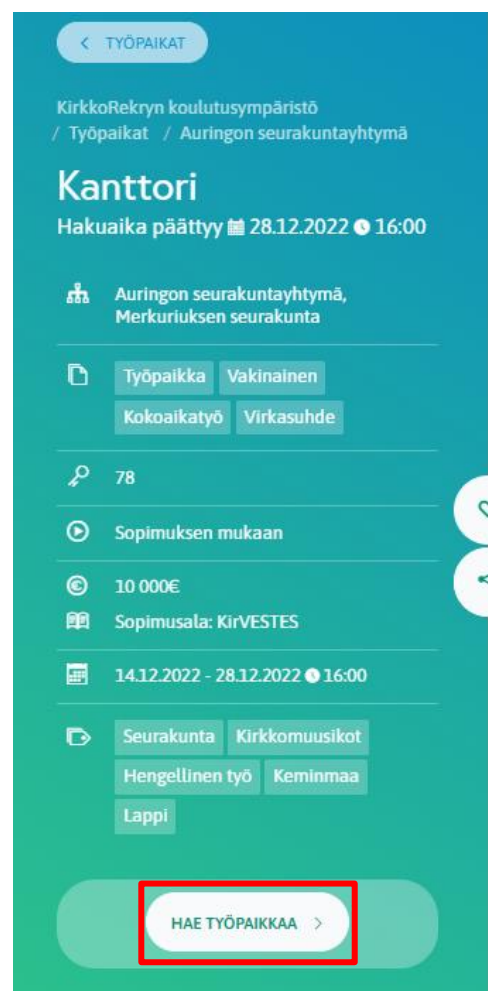 TYÖPAIKAT
KirkkoRekryn koulutusympäristö
/ Työpaikat / Auringon seurakuntayhtymä
Kanttori
Hakuaika päättyy 28.12.2022 16:00
Auringon seurakuntayhtymä,
Merkuriuksen seurakunta
Työpaikka Vakinainen
Kokoaikatyö Virkasuhde
78
Sopimuksen mukaan
10 000€
Sopimusala: KirVESTES
14.12.2022 - 28.12.2022 16:00
Seurakunta Kirkkomuusikot
Hengellinen työ Keminmaa
Lappi
HAE TYÖPAIKKAA